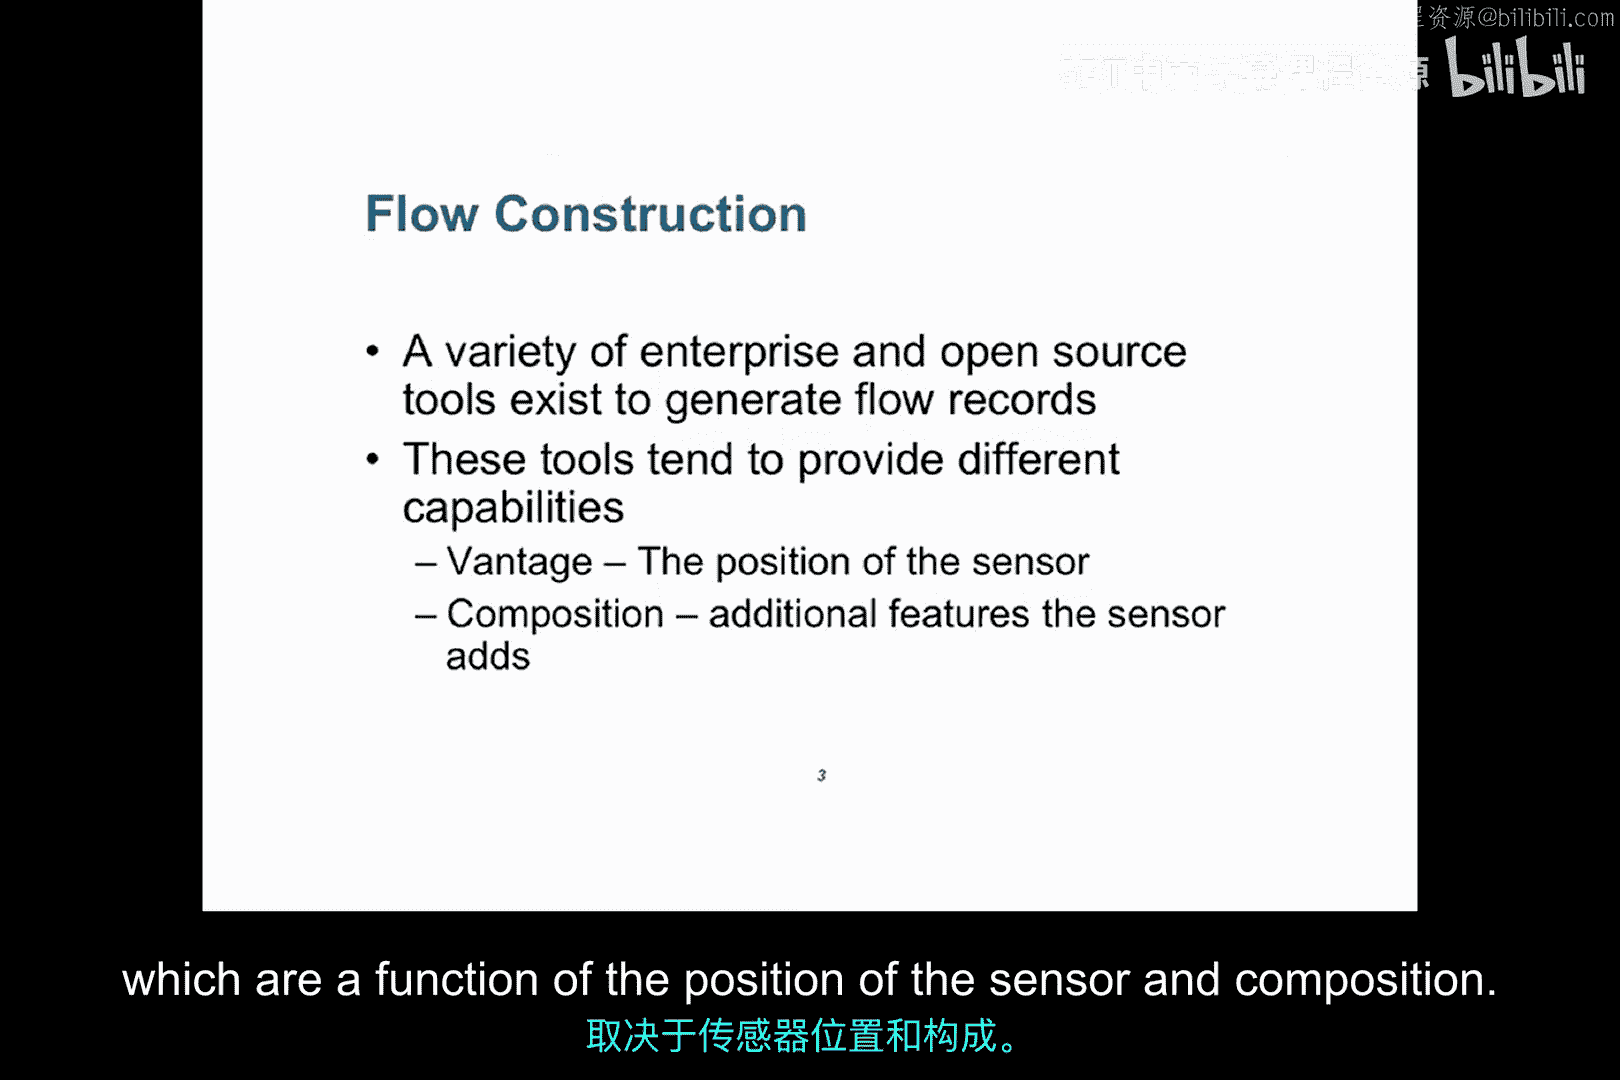 资源@bilibili.com
bilibili
Flow Construction
• A variety of enterprise and open source
tools exist to generate flow records
• These tools tend to provide different
capabilities
– Vantage – The position of the sensor
– Composition – additional features the sensor
adds
3
which are a function of the position of the sensor and composition.
取决于传感器位置和构成。